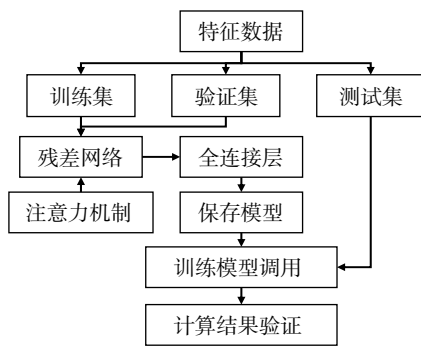 特征数据
训练集
验证集
测试集
残差网络
全连接层
注意力机制
保存模型
训练模型调用
计算结果验证